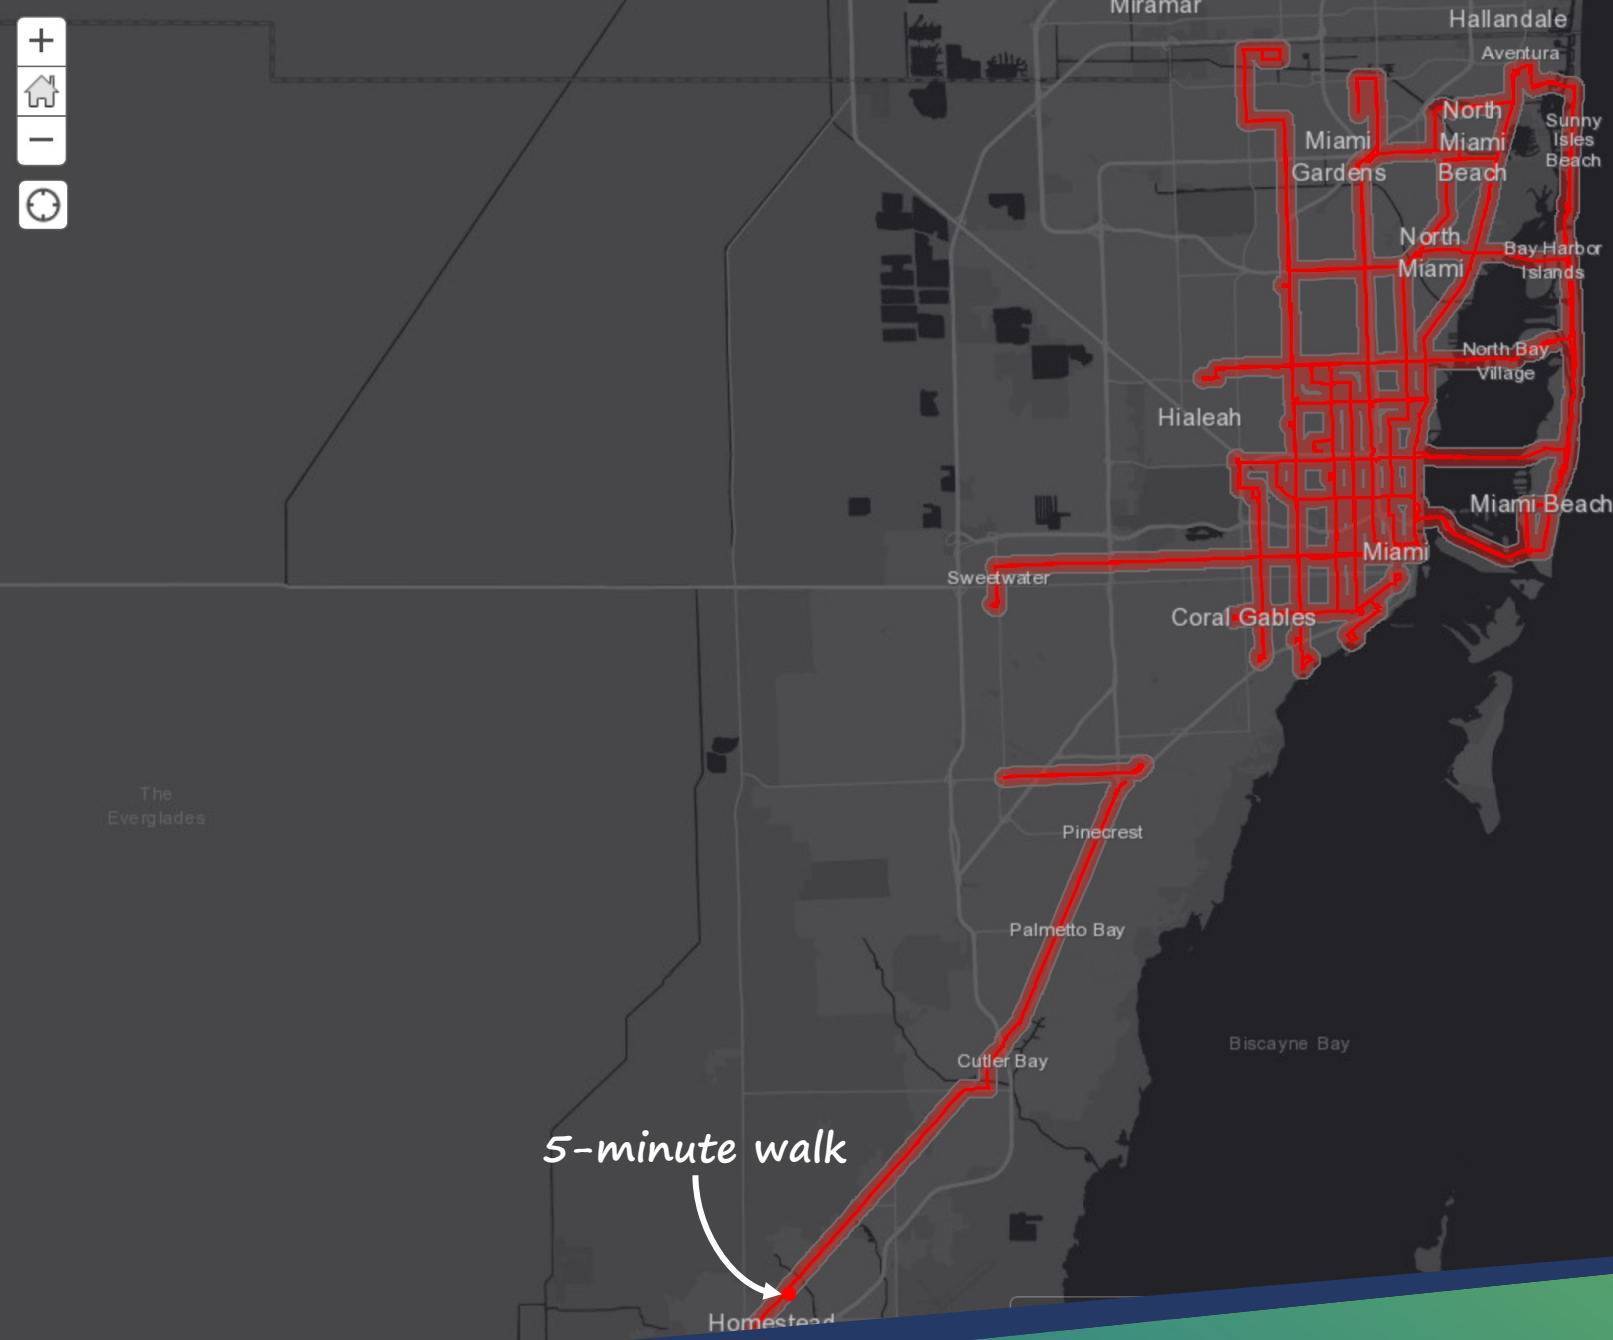 Miramar
Hallandale
Aventura
North
Miami
Beach
Sunny
Isles
Beach
Miami
Gardens
North
Miami
Bay Harbor
Islands
North Bay
Village
Hialeah
Miami Beach
Miami
Sweetwater
Coral Gables
The
Everglades
Pinecrest
Palmetto Bay
Biscayne Bay
Cutler Bay
5-minute walk
Homestead